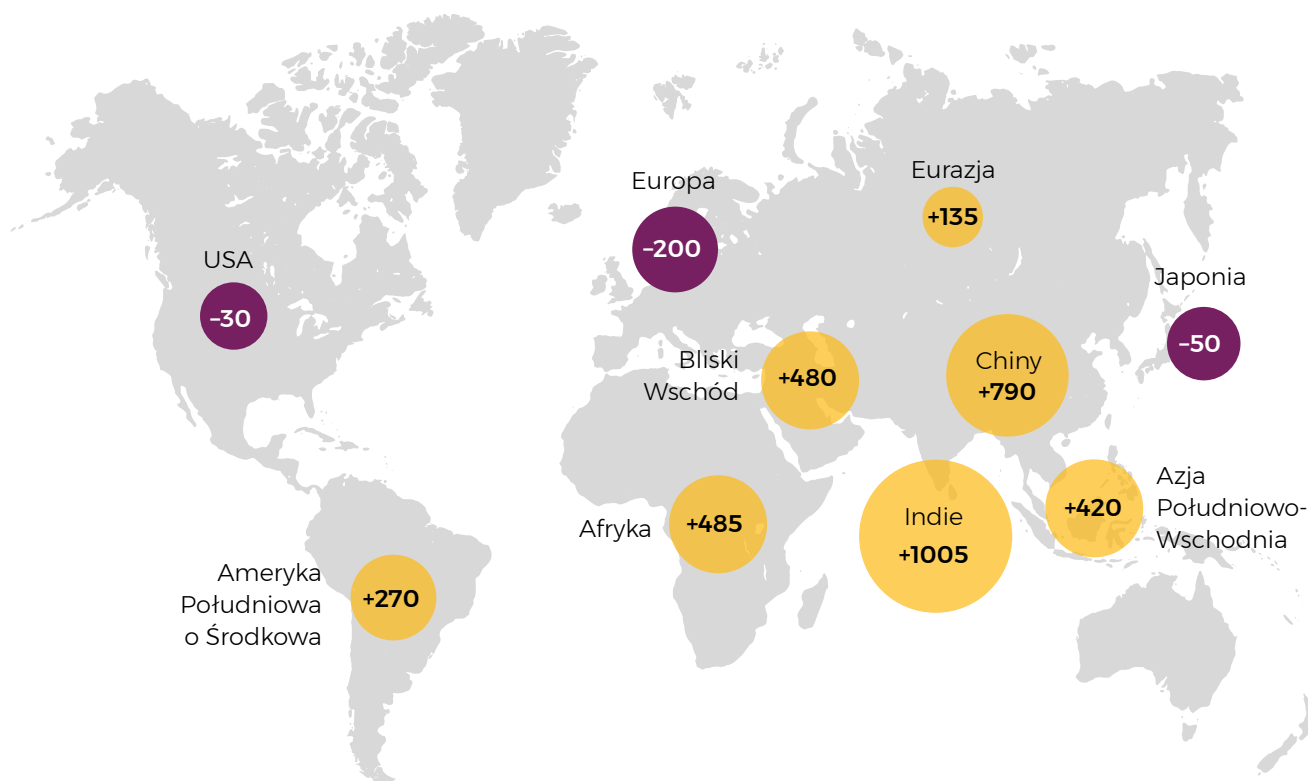 Eurazja
+135
Europa
–200
USA
–30
Japonia
–50
Bliski
Wschód
+480
Chiny
+790
Azja
Południowo-
Wschodnia
+420
Afryka
+485
Indie
+1005
Ameryka
Południowa
o Środkowa
+270